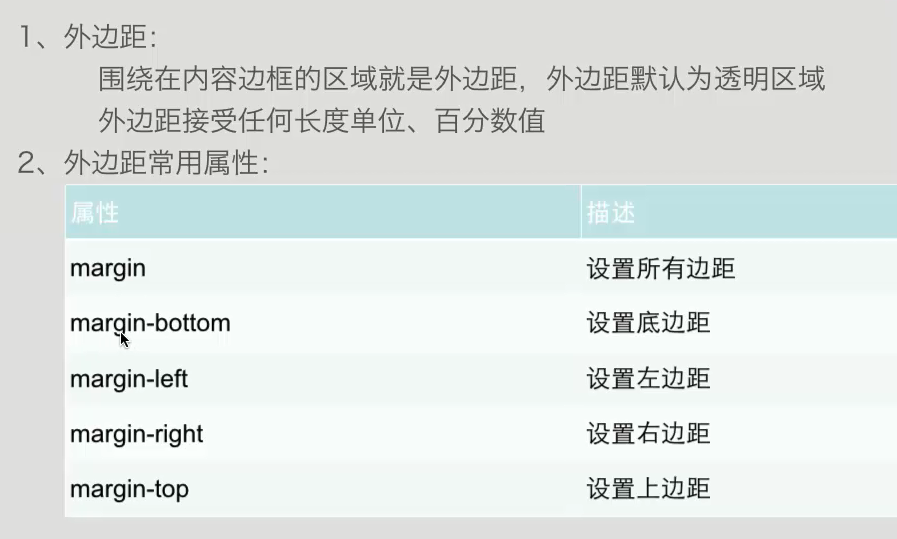 1、外边距：
围绕在内容边框的区域就是外边距，外边距默认为透明区域
外边距接受任何长度单位、百分数值
2、外边距常用属性：
属性 描述
margin 设置所有边距
margin-bottom 设置底边距
margin-left 设置左边距
margin-right 设置右边距
margin-top 设置上边距